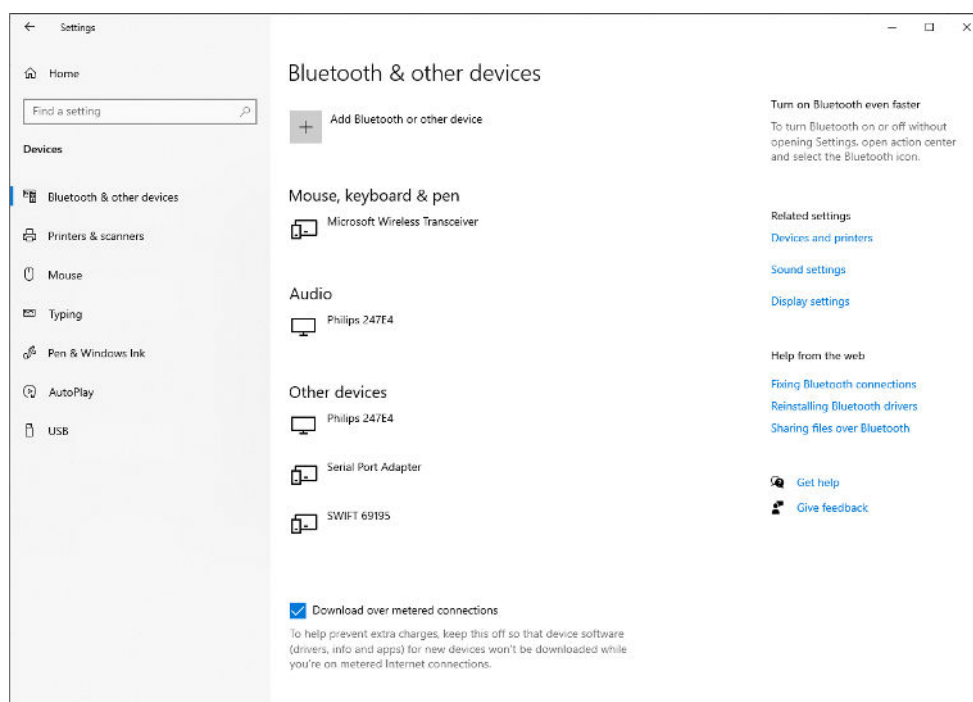 Settings
Home
Find a setting
Devices
Bluetooth & other devices
Printers & scanners
Mouse
Typing
Pen & Windows Ink
AutoPlay
USB
Bluetooth & other devices
Add Bluetooth or other device
Mouse, keyboard & pen
Microsoft Wireless Transceiver
Audio
Philips 247E4
Other devices
Philips 247E4
Serial Port Adapter
SWIFT 69195
Download over metered connections
To help prevent extra charges, keep this off so that device software
(drivers, info and apps) for new devices won't be downloaded while
you're on metered Internet connections.
Turn on Bluetooth even faster
To turn Bluetooth on or off without
opening Settings, open action center
and select the Bluetooth icon.
Related settings
Devices and printers
Sound settings
Display settings
Help from the web
Fixing Bluetooth connections
Reinstalling Bluetooth drivers
Sharing files over Bluetooth
Get help
Give feedback